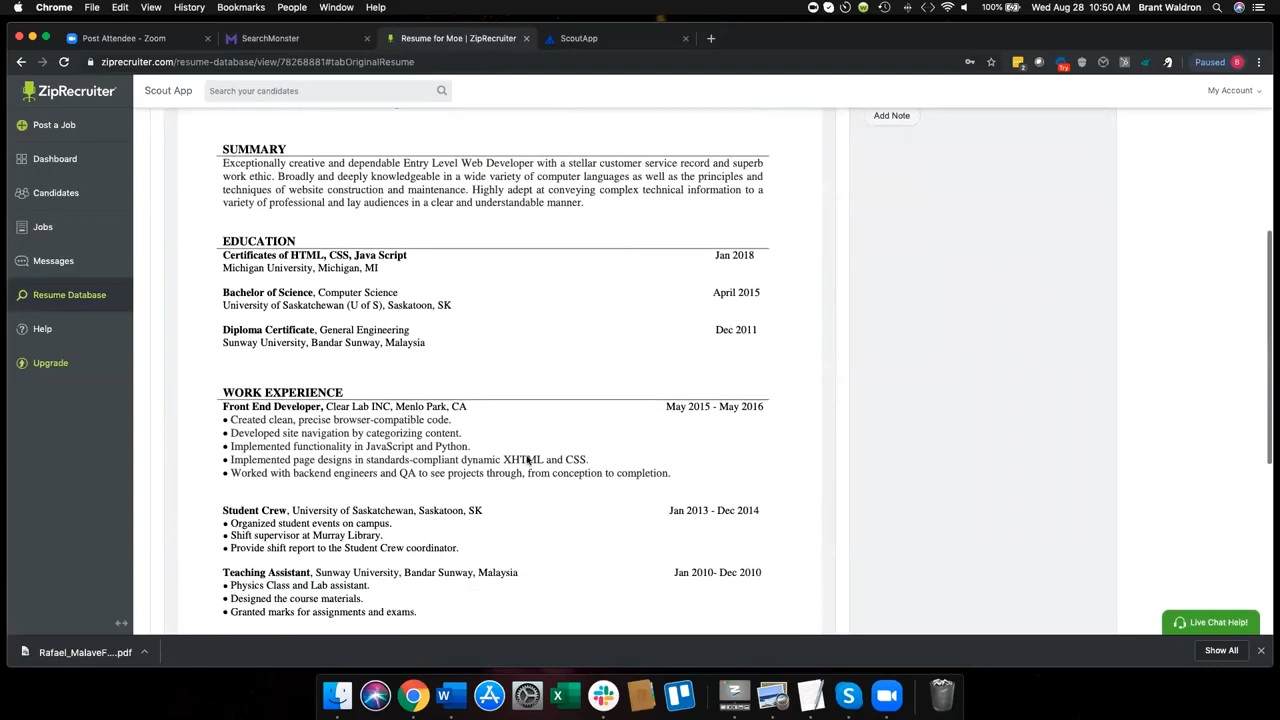 Chrome File Edit View History Bookmarks People Window Help 100% Wed Aug 28 10:50 AM Brant Waldron
Post Attendee - Zoom × SearchMonster × Resume for Moe | ZipRecruiter × ScoutApp × +
ziprecruiter.com/resume-database/view/78268881#tabOriginalResume Try Paused B
ZipRecruiter Scout App Search your candidates My Account
Post a Job
Dashboard
Candidates
Jobs
Messages
Resume Database
Help
Upgrade
Add Note
SUMMARY
Exceptionally creative and dependable Entry Level Web Developer with a stellar customer service record and superb
work ethic. Broadly and deeply knowledgeable in a wide variety of computer languages as well as the principles and
techniques of website construction and maintenance. Highly adept at conveying complex technical information to a
variety of professional and lay audiences in a clear and understandable manner.
EDUCATION
Certificates of HTML, CSS, Java Script Jan 2018
Michigan University, Michigan, MI
Bachelor of Science, Computer Science April 2015
University of Saskatchewan (U of S), Saskatoon, SK
Diploma Certificate, General Engineering Dec 2011
Sunway University, Bandar Sunway, Malaysia
WORK EXPERIENCE
Front End Developer, Clear Lab INC, Menlo Park, CA May 2015 - May 2016
• Created clean, precise browser-compatible code.
• Developed site navigation by categorizing content.
• Implemented functionality in JavaScript and Python.
• Implemented page designs in standards-compliant dynamic XHTML and CSS.
• Worked with backend engineers and QA to see projects through, from conception to completion.
Student Crew, University of Saskatchewan, Saskatoon, SK Jan 2013 - Dec 2014
• Organized student events on campus.
• Shift supervisor at Murray Library.
• Provide shift report to the Student Crew coordinator.
Teaching Assistant, Sunway University, Bandar Sunway, Malaysia Jan 2010- Dec 2010
• Physics Class and Lab assistant.
• Designed the course materials.
• Granted marks for assignments and exams.
Live Chat Help!
Rafael_MalaveF....pdf Show All